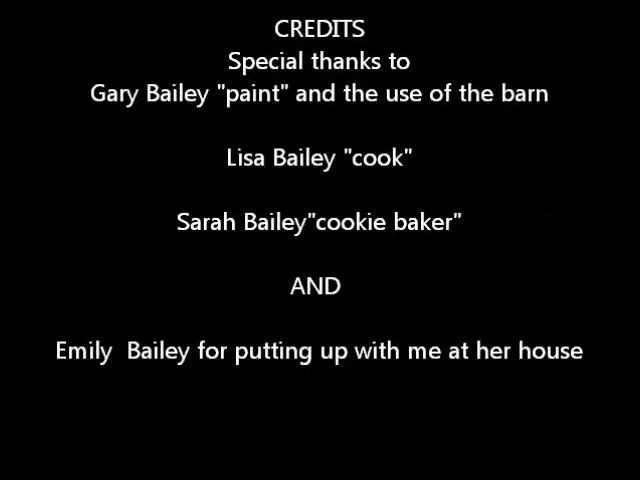 CREDITS
Special thanks to
Gary Bailey "paint" and the use of the barn
Lisa Bailey "cook"
Sarah Bailey"cookie baker"
AND
Emily  Bailey for putting up with me at her house